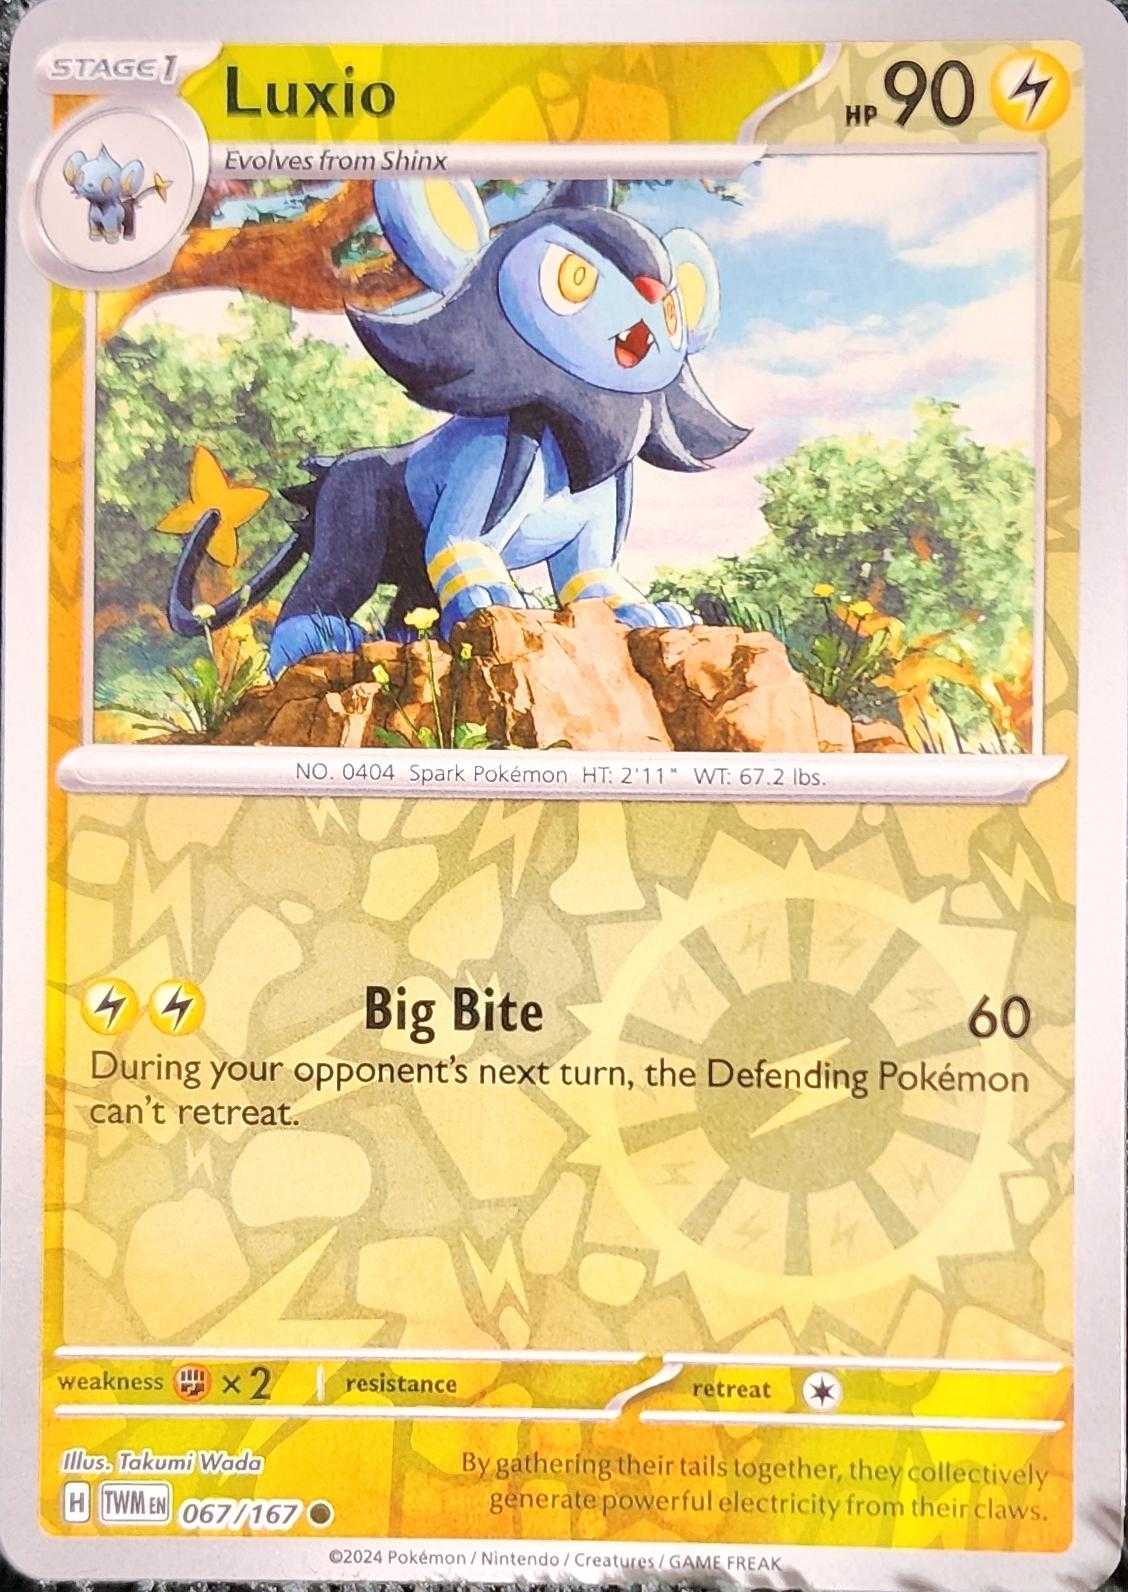 STAGE 1
Luxio
HP 90
Evolves from Shinx
NO. 0404 Spark Pokémon HT: 2'11" WT: 67.2 lbs.
Big Bite 60
During your opponent's next turn, the Defending Pokémon
can't retreat.
weakness × 2 resistance retreat
Illus. Takumi Wada
By gathering their tails together, they collectively
generate powerful electricity from their claws.
H TWM EN 067/167
©2024 Pokémon / Nintendo / Creatures / GAME FREAK